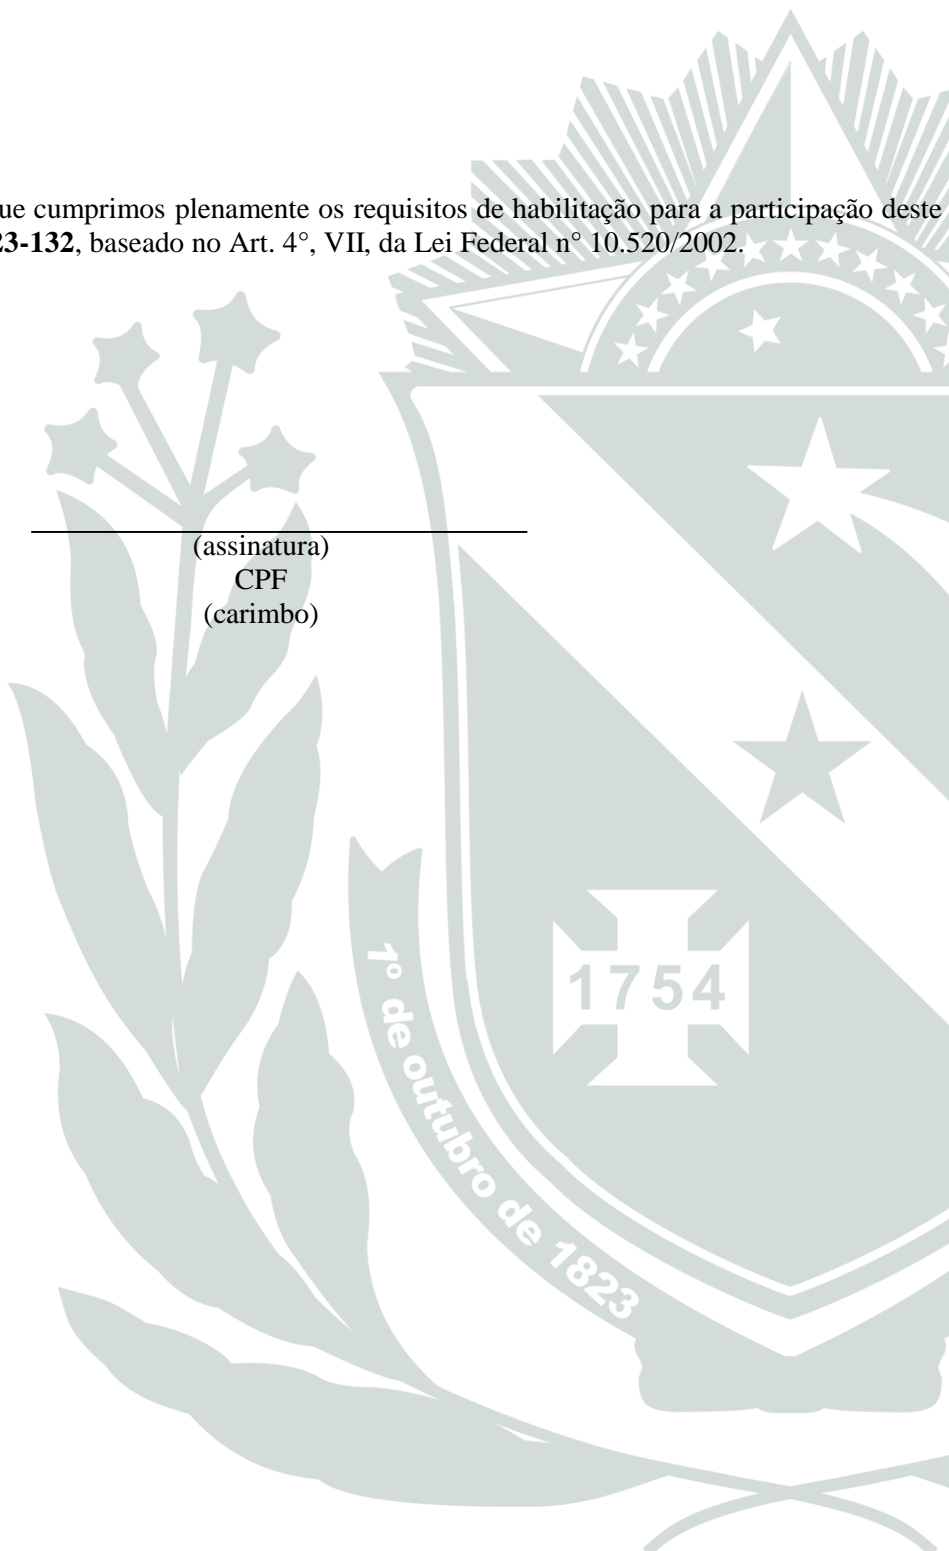 ue cumprimos plenamente os requisitos de habilitação para a participação deste
23-132, baseado no Art. 4°, VII, da Lei Federal n° 10.520/2002.
(assinatura)
CPF
(carimbo)
1754
1º de outubro de 1823